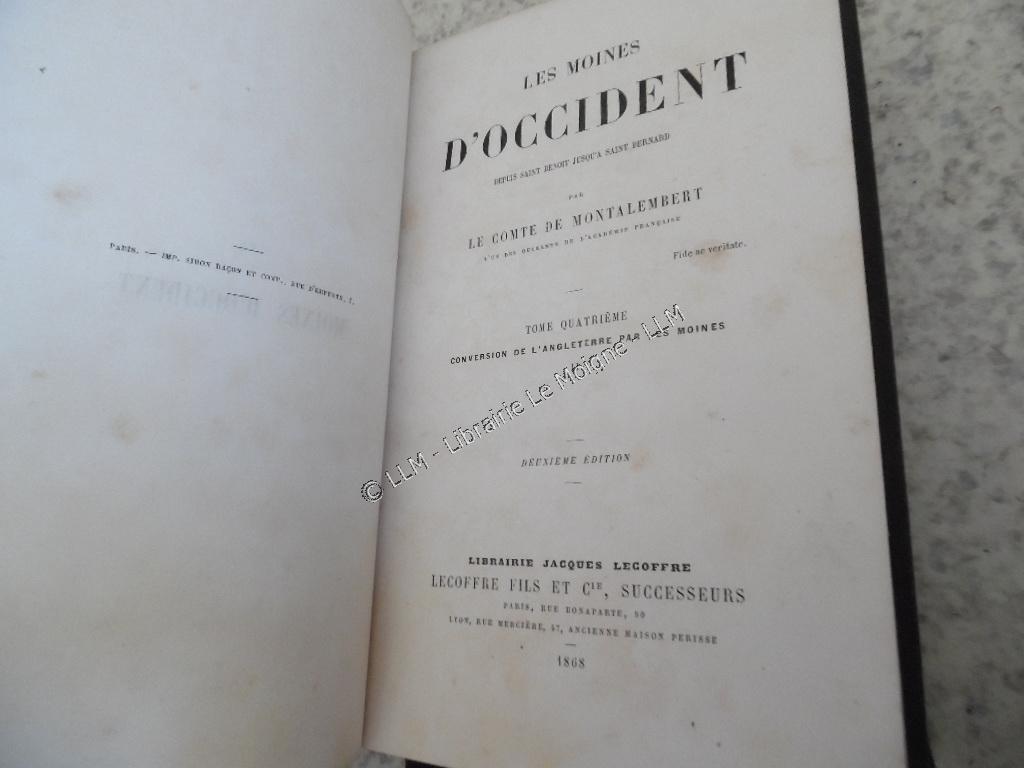 PARIS. — IMP. SIMON RAÇON ET COMP., RUE D'ERFURTH, 1.
LES MOINES
D'OCCIDENT
DEPUIS SAINT BENOIT JUSQU'A SAINT BERNARD
PAR
LE COMTE DE MONTALEMBERT
L'UN DES QUARANTE DE L'ACADÉMIE FRANÇAISE
Fide ac veritate.
TOME QUATRIÈME
CONVERSION DE L'ANGLETERRE PAR LES MOINES
© LLM - Librairie Le Moigne - LLM
DEUXIÈME ÉDITION
LIBRAIRIE JACQUES LECOFFRE
LECOFFRE FILS ET CIE, SUCCESSEURS
PARIS, RUE BONAPARTE, 90
LYON, RUE MERCIÈRE, 47, ANCIENNE MAISON PERISSE
1868